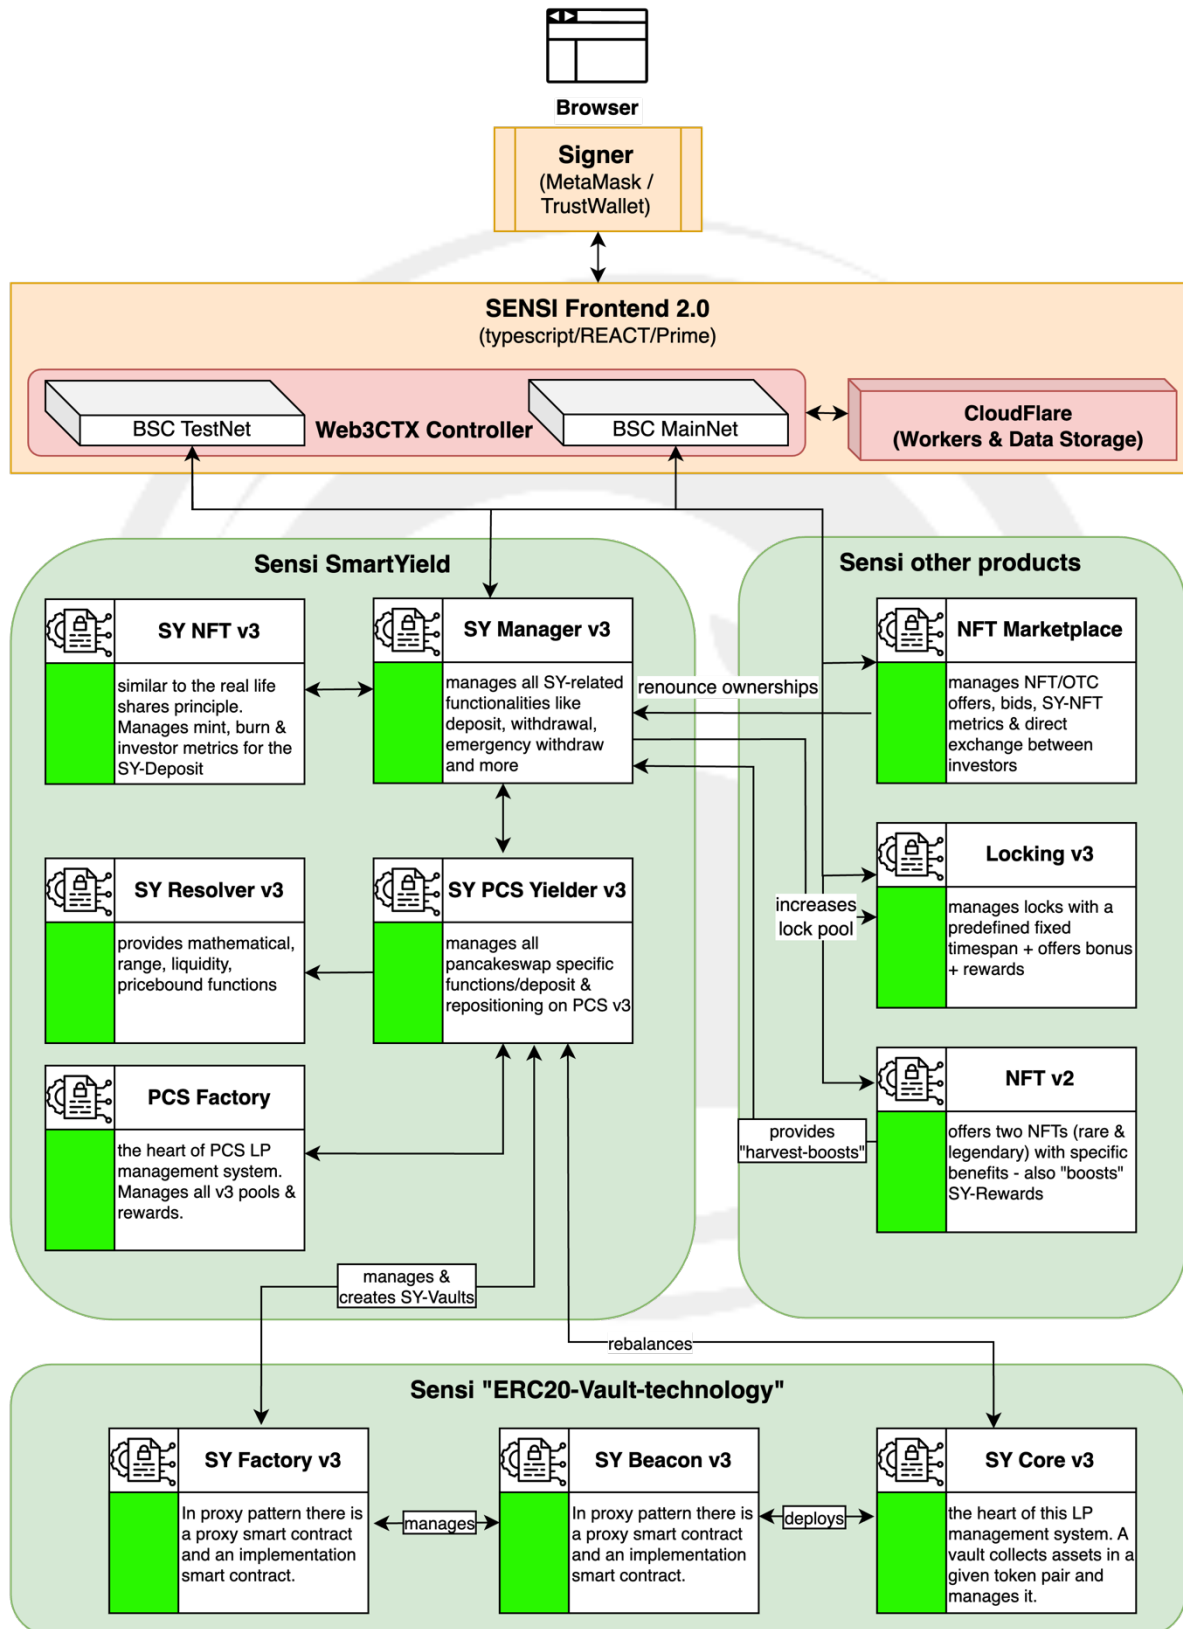 Browser
Signer
(MetaMask /
TrustWallet)
SENSI Frontend 2.0
(typescript/REACT/Prime)
BSC TestNet
Web3CTX Controller
BSC MainNet
CloudFlare
(Workers & Data Storage)
Sensi SmartYield
SY NFT v3
similar to the real life
shares principle.
Manages mint, burn &
investor metrics for the
SY-Deposit
SY Manager v3
manages all SY-related
functionalities like
deposit, withdrawal,
emergency withdraw
and more
SY Resolver v3
provides mathematical,
range, liquidity,
pricebound functions
SY PCS Yielder v3
manages all
pancakeswap specific
functions/deposit &
repositioning on PCS v3
PCS Factory
the heart of PCS LP
management system.
Manages all v3 pools &
rewards.
Sensi other products
NFT Marketplace
manages NFT/OTC
offers, bids, SY-NFT
metrics & direct
exchange between
investors
renounce ownerships
Locking v3
manages locks with a
predefined fixed
timespan + offers bonus
+ rewards
increases
lock pool
NFT v2
offers two NFTs (rare &
legendary) with specific
benefits - also "boosts"
SY-Rewards
provides
"harvest-boosts"
manages &
creates SY-Vaults
rebalances
Sensi "ERC20-Vault-technology"
SY Factory v3
In proxy pattern there is
a proxy smart contract
and an implementation
smart contract.
manages
SY Beacon v3
In proxy pattern there is
a proxy smart contract
and an implementation
smart contract.
deploys
SY Core v3
the heart of this LP
management system. A
vault collects assets in a
given token pair and
manages it.